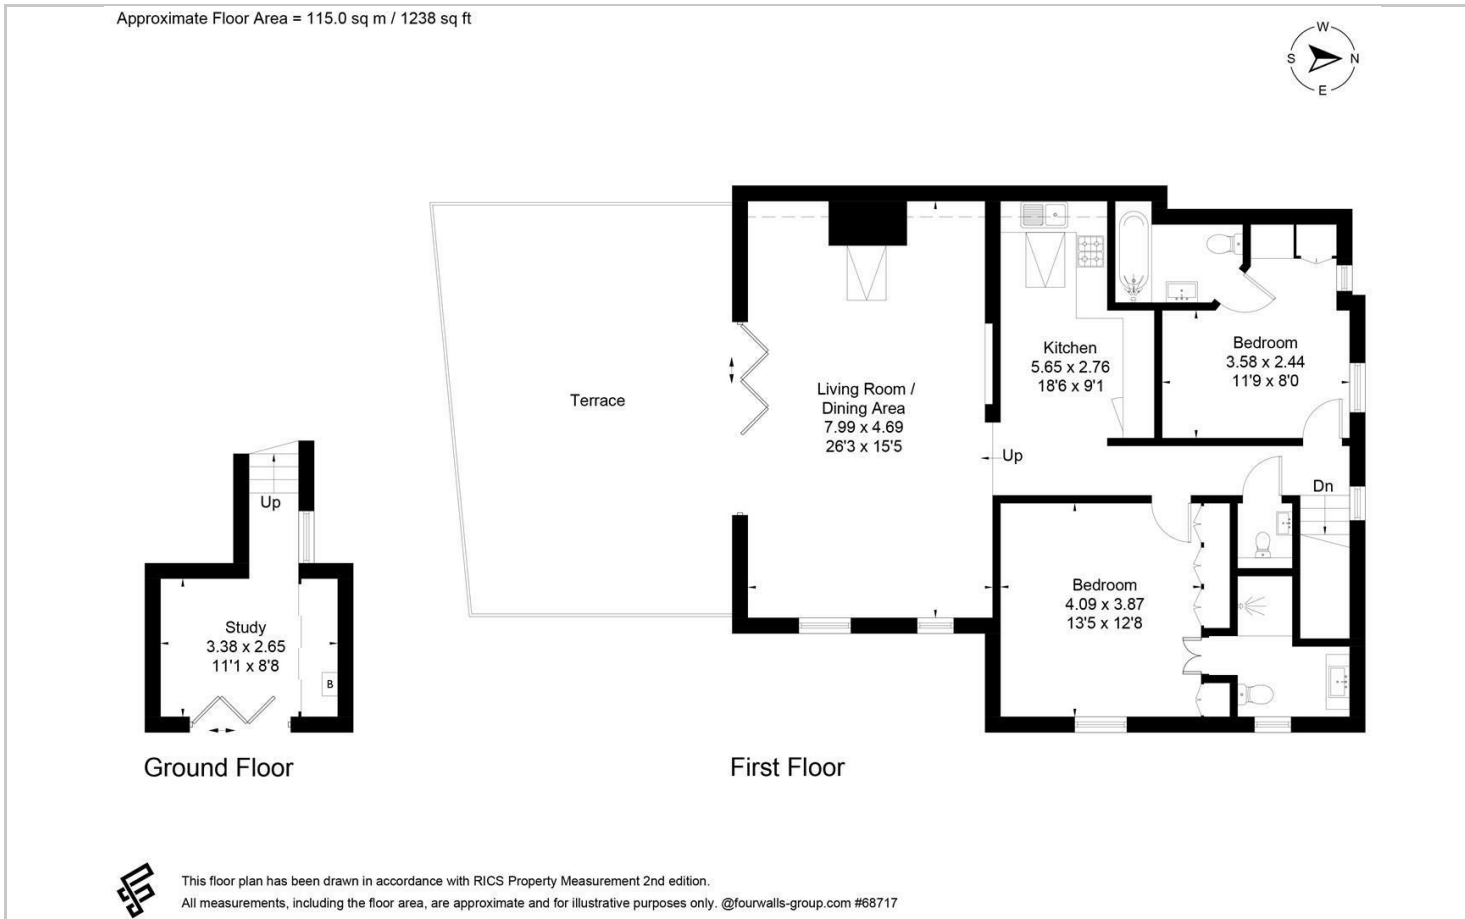 Approximate Floor Area = 115.0 sq m / 1238 sq ft
W
S
N
E
Terrace
Living Room /
Dining Area
7.99 x 4.69
26'3 x 15'5
Kitchen
5.65 x 2.76
18'6 x 9'1
Bedroom
3.58 x 2.44
11'9 x 8'0
Up
Dn
Bedroom
4.09 x 3.87
13'5 x 12'8
Up
Study
3.38 x 2.65
11'1 x 8'8
B
Ground Floor
First Floor
This floor plan has been drawn in accordance with RICS Property Measurement 2nd edition.
All measurements, including the floor area, are approximate and for illustrative purposes only. @fourwalls-group.com #68717